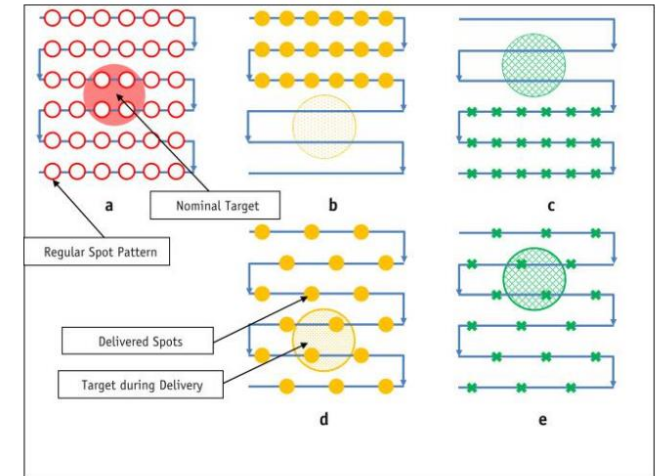 a
b
c
Nominal Target
Regular Spot Pattern
Delivered Spots
Target during Delivery
d
e